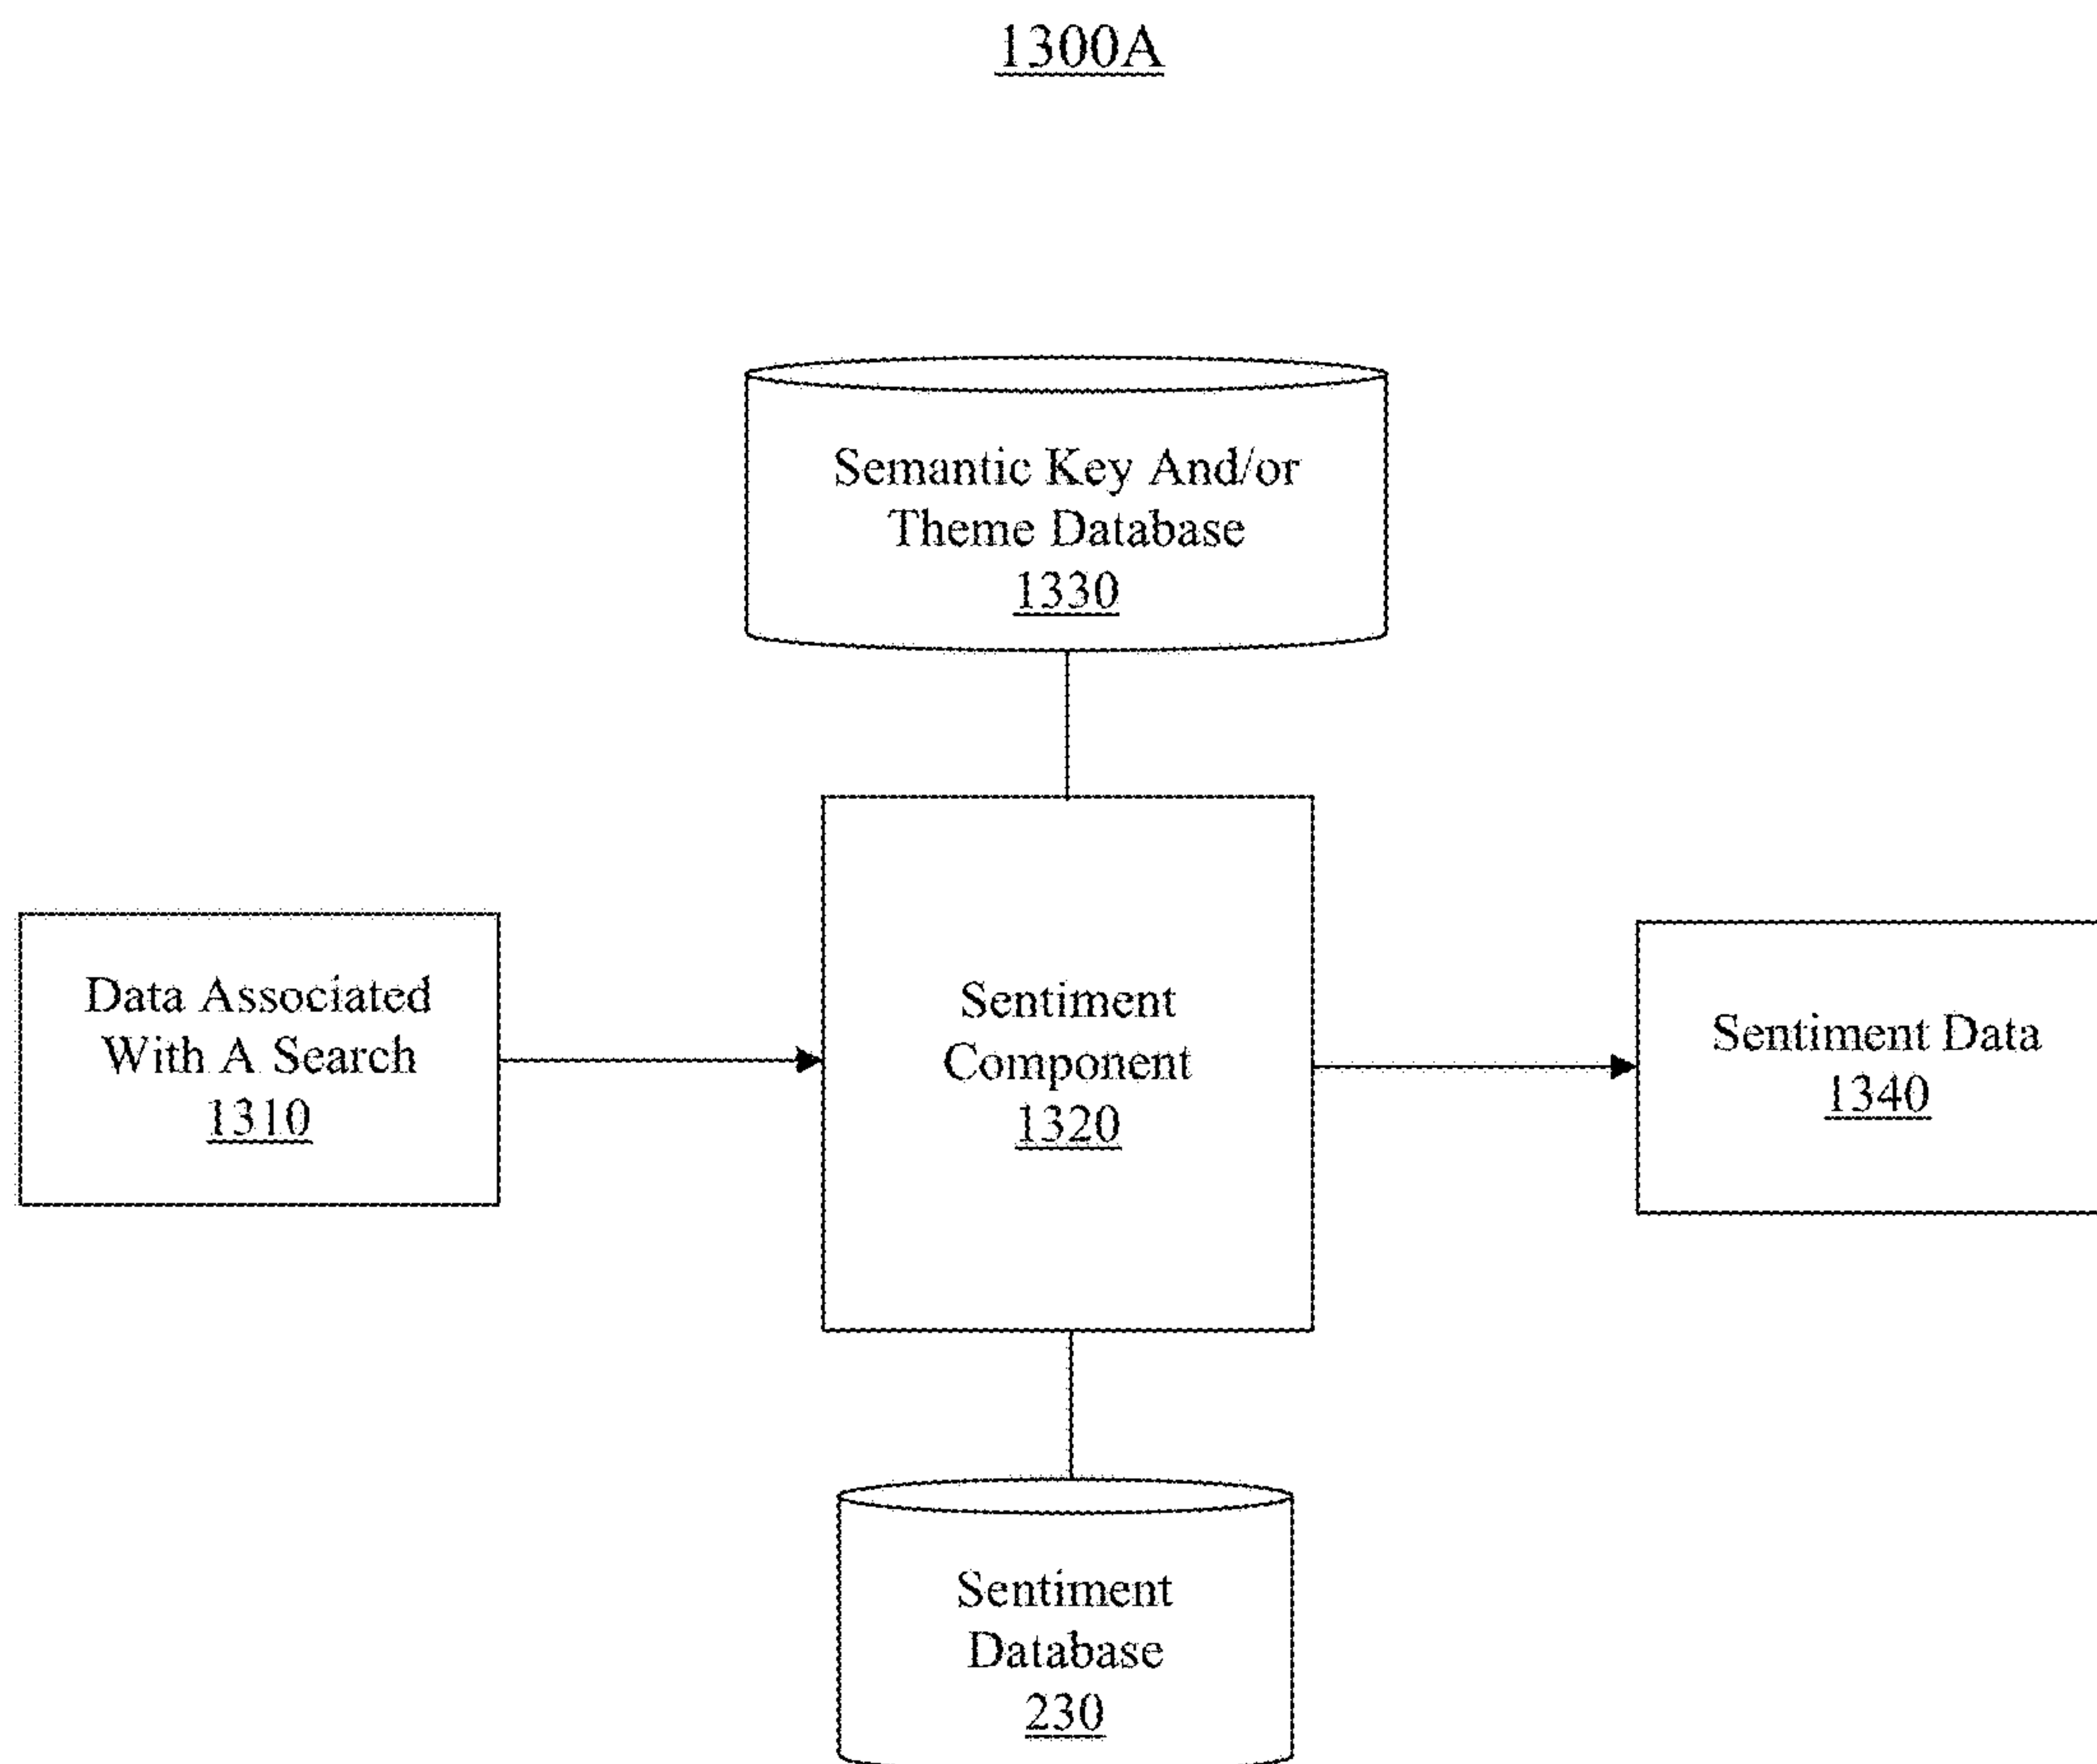 1300A
Semantic Key And/or
Theme Database
1330
Data Associated
With A Search
1310
Sentiment
Component
1320
Sentiment Data
1340
Sentiment
Database
230